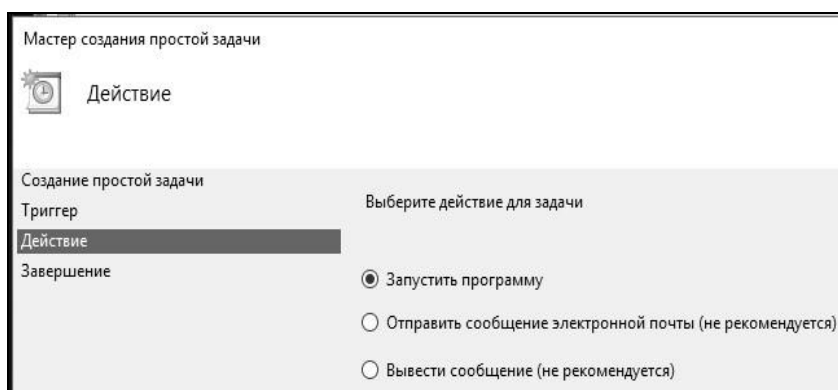 Мастер создания простой задачи
Действие
Создание простой задачи
Триггер
Действие
Завершение
Выберите действие для задачи
Запустить программу
Отправить сообщение электронной почты (не рекомендуется)
Вывести сообщение (не рекомендуется)